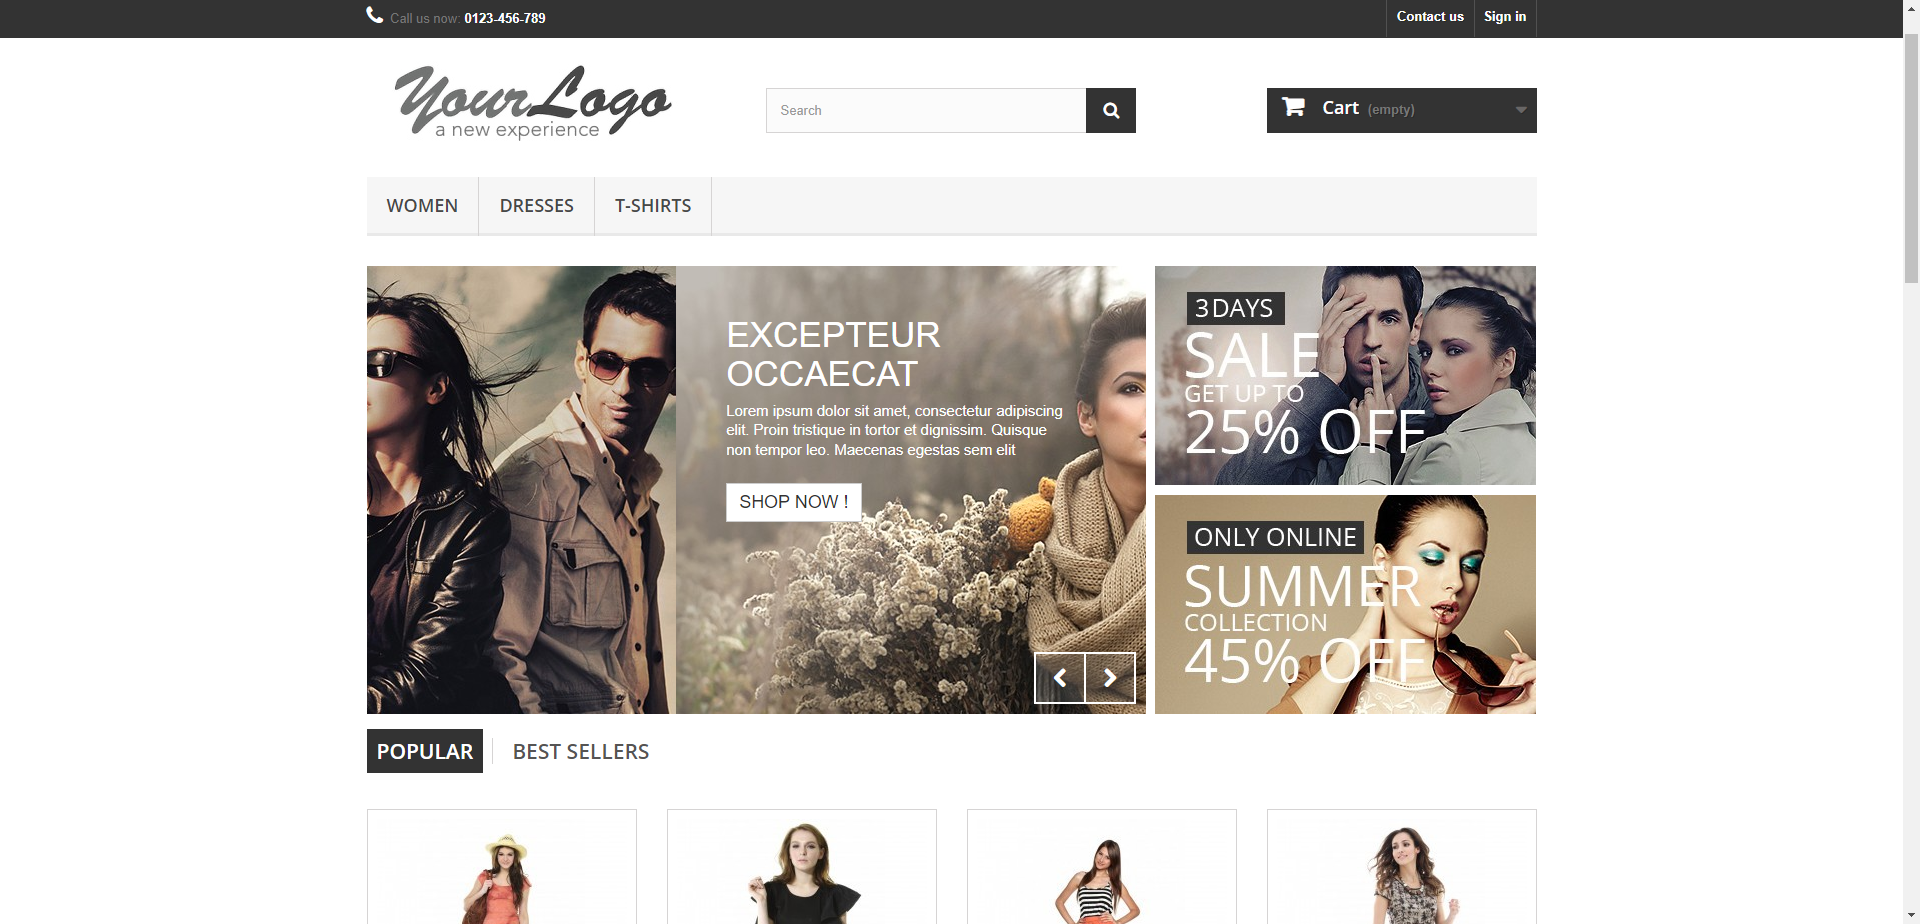 Call us now: 0123-456-789
Contact us
Sign in
YourLogo
a new experience
Search
Cart (empty)
WOMEN
DRESSES
T-SHIRTS
EXCEPTEUR
OCCAECAT
Lorem ipsum dolor sit amet, consectetur adipiscing
elit. Proin tristique in tortor et dignissim. Quisque
non tempor leo. Maecenas egestas sem elit
SHOP NOW !
3 DAYS
SALE
GET UP TO
25% OFF
ONLY ONLINE
SUMMER
COLLECTION
45% OFF
POPULAR
BEST SELLERS